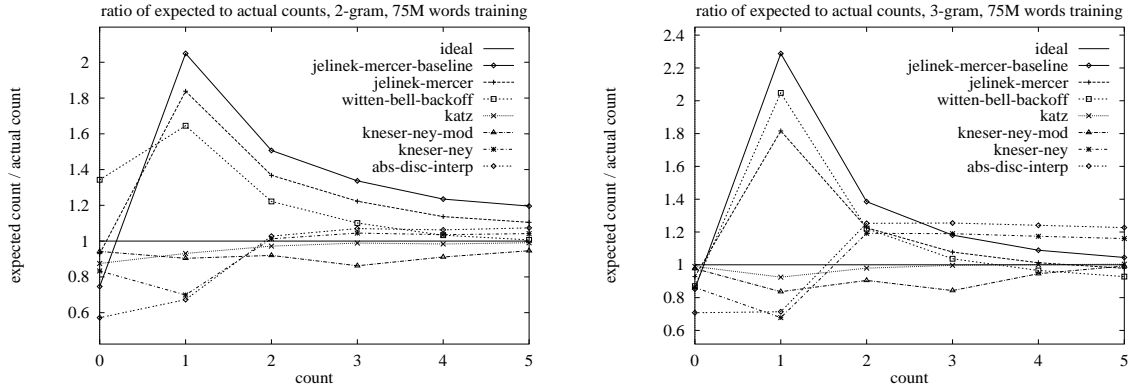 ratio of expected to actual counts, 2-gram, 75M words training
expected count / actual count
2
1.8
1.6
1.4
1.2
1
0.8
0.6
ideal
jelinek-mercer-baseline
jelinek-mercer
witten-bell-backoff
katz
kneser-ney-mod
kneser-ney
abs-disc-interp
0 1 2 3 4 5
count
ratio of expected to actual counts, 3-gram, 75M words training
expected count / actual count
2.4
2.2
2
1.8
1.6
1.4
1.2
1
0.8
0.6
ideal
jelinek-mercer-baseline
jelinek-mercer
witten-bell-backoff
katz
kneser-ney-mod
kneser-ney
abs-disc-interp
0 1 2 3 4 5
count